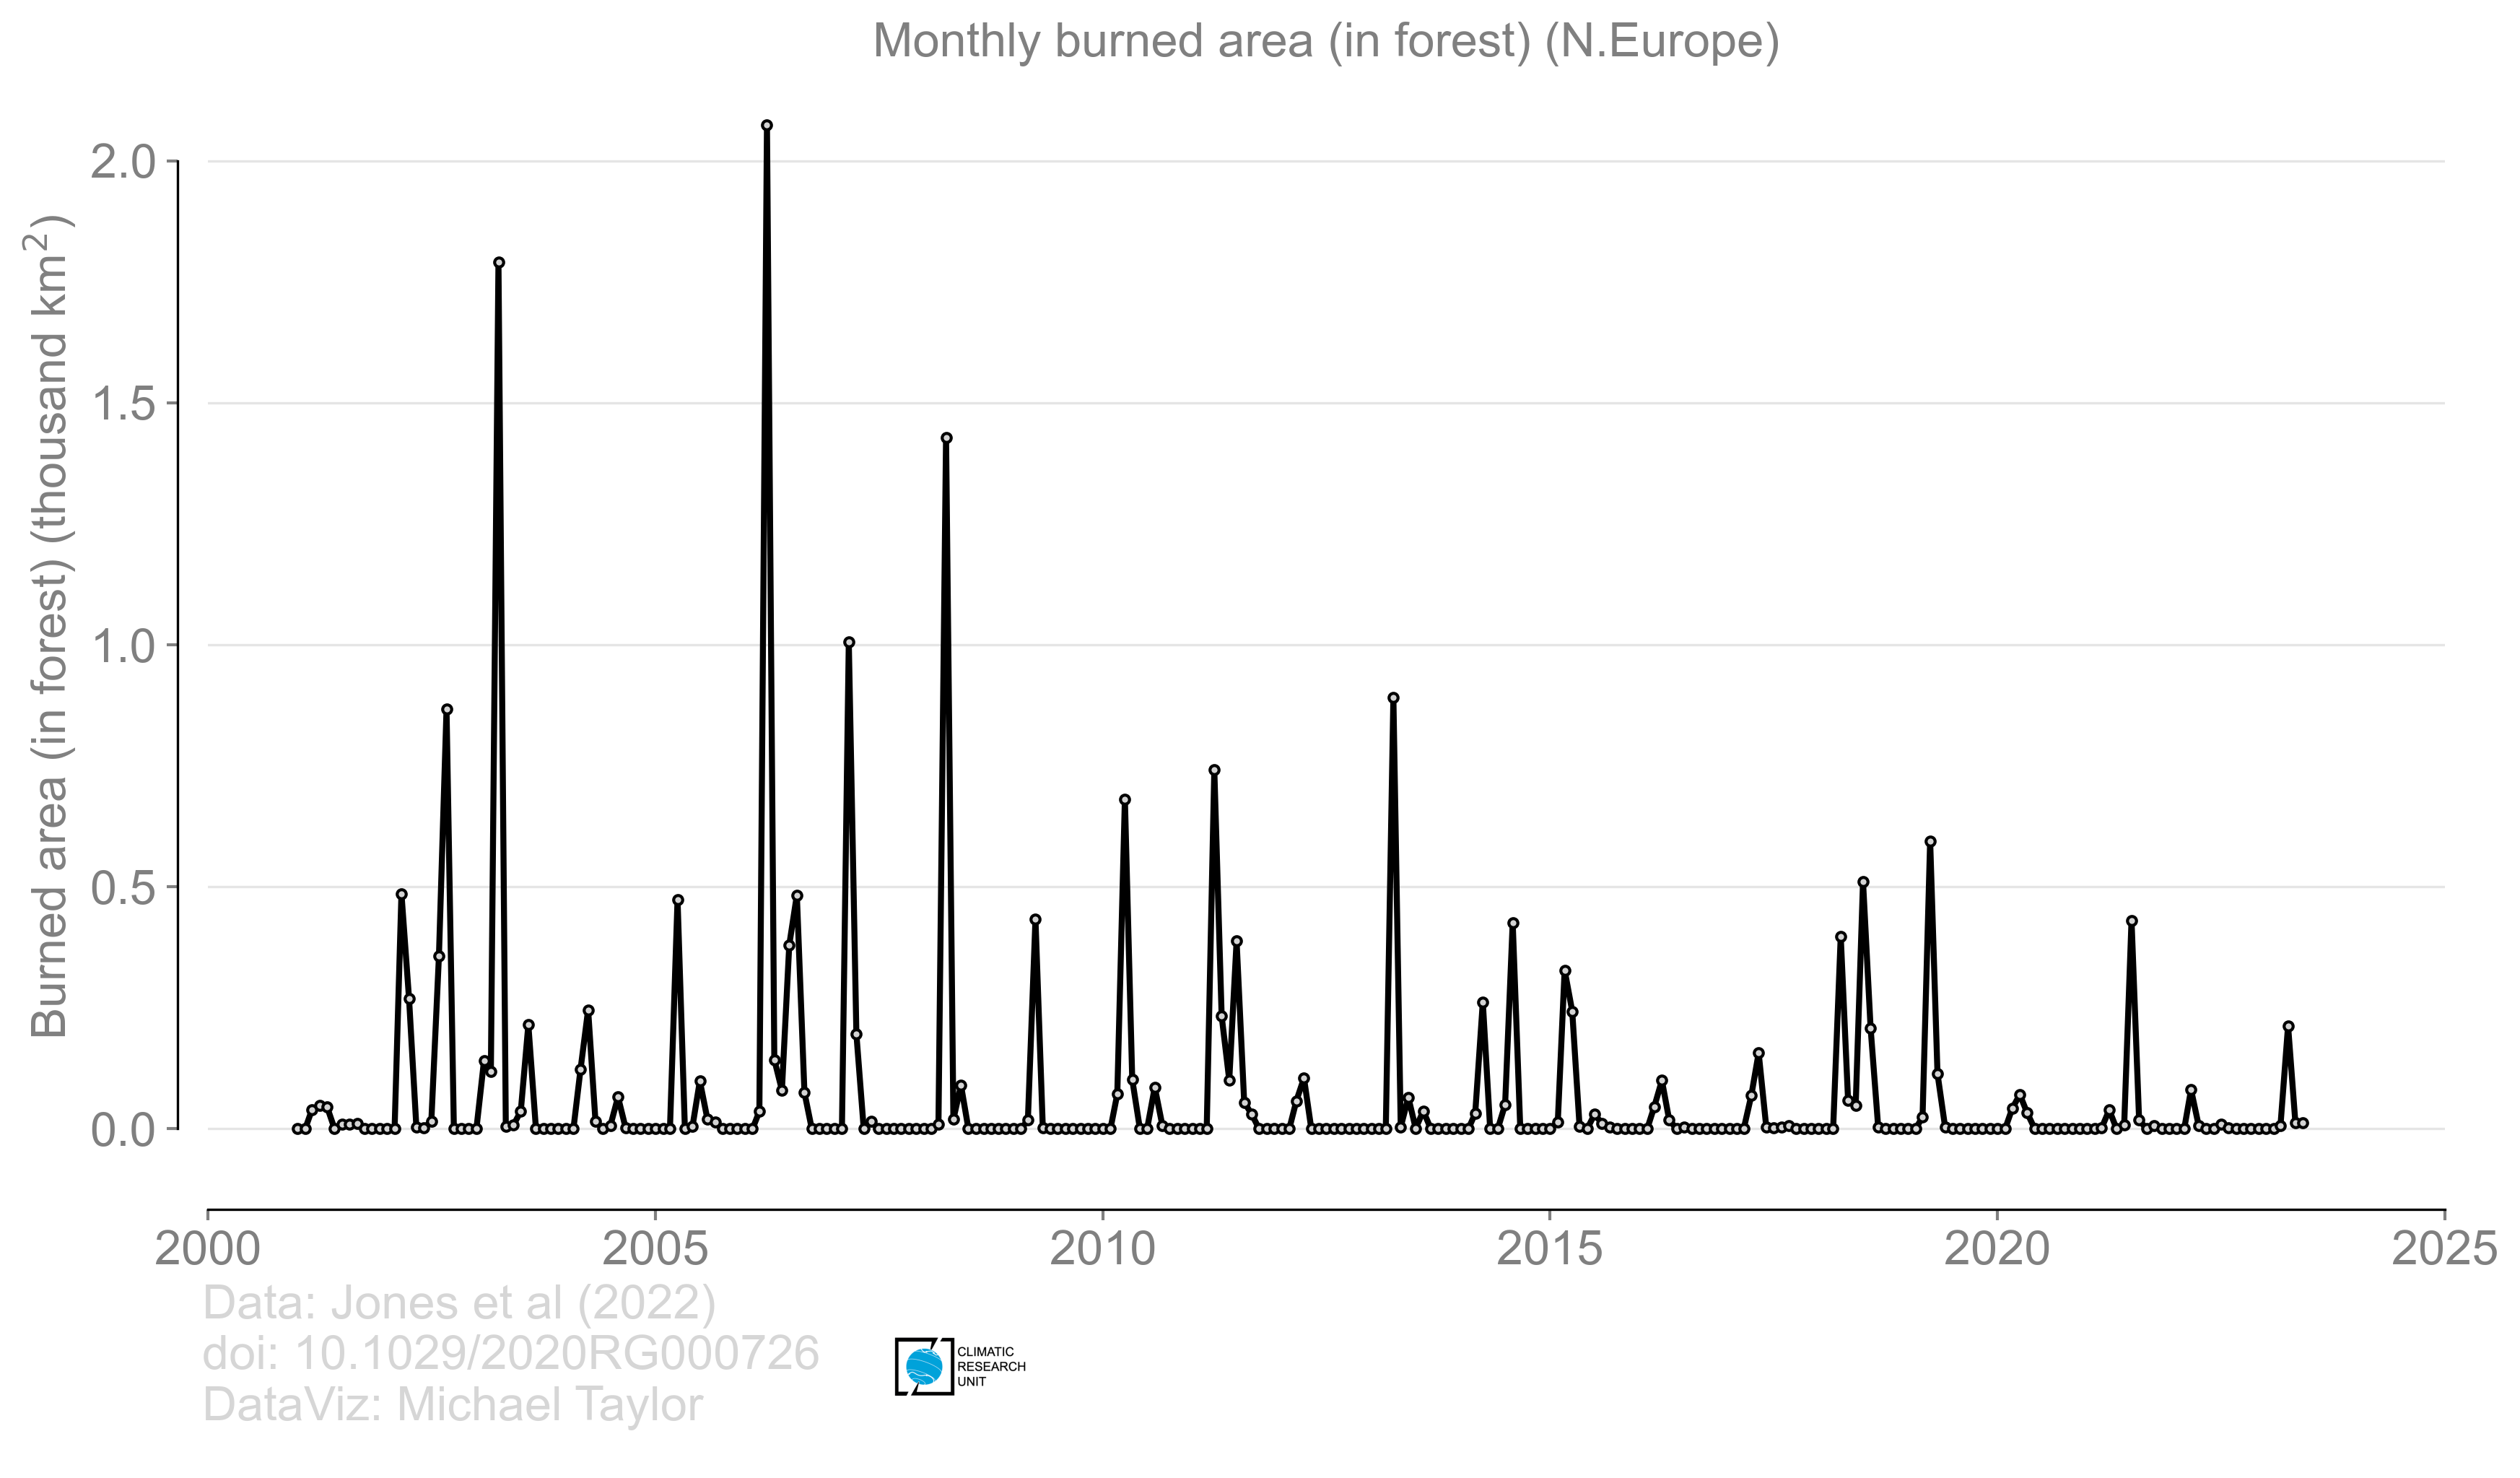 Monthly burned area (in forest) (N.Europe)
Burned area (in forest) (thousand km²)
2.0
1.5
1.0
0.5
0.0
2000 2005 2010 2015 2020 2025
Data: Jones et al (2022)
doi: 10.1029/2020RG000726
DataViz: Michael Taylor
CLIMATIC
RESEARCH
UNIT